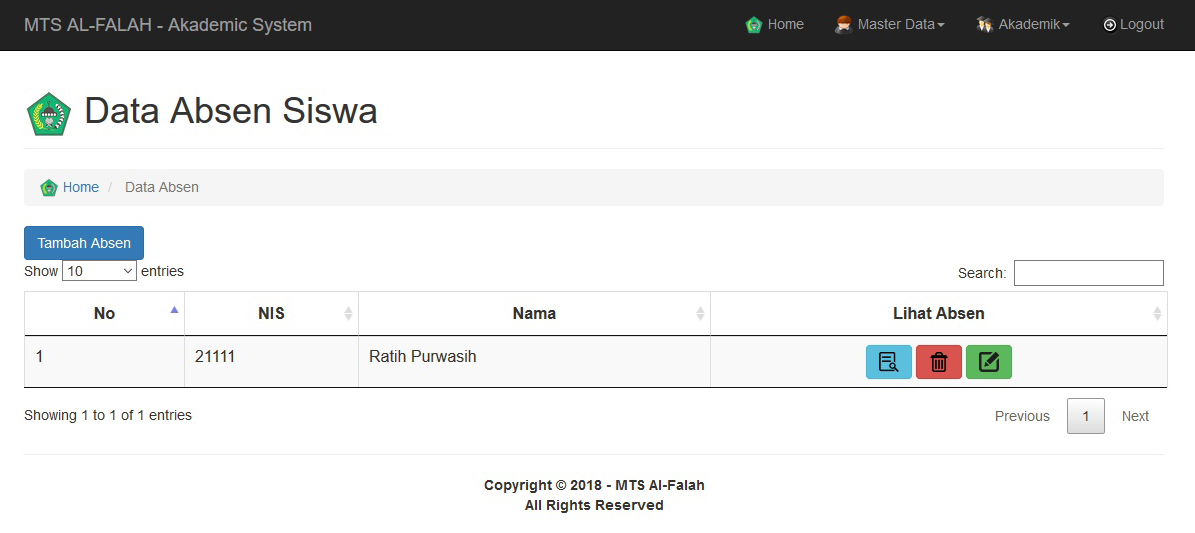 MTS AL-FALAH - Akademic System Home Master Data Akademik Logout
Data Absen Siswa
Home / Data Absen
Tambah Absen
Show 10 entries Search:
No NIS Nama Lihat Absen
1 21111 Ratih Purwasih
Showing 1 to 1 of 1 entries Previous 1 Next
Copyright © 2018 - MTS Al-Falah
All Rights Reserved